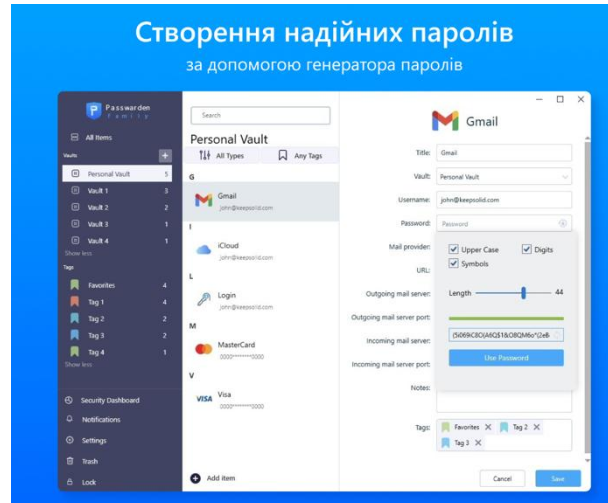 Створення надійних паролів
за допомогою генератора паролів
Passwarden
family
All Items
Vaults
Personal Vault 5
Vault 1 3
Vault 2 2
Vault 3 1
Vault 4 1
Show less
Tags
Favorites 4
Tag 1 4
Tag 2 2
Tag 3 2
Tag 4 1
Show less
Security Dashboard
Notifications
Settings
Trash
Lock
Search
Personal Vault
All Types Any Tags
G
Gmail
john@keepsolid.com
I
iCloud
john@keepsolid.com
L
Login
john@keepsolid.com
M
MasterCard
0000********0000
V
VISA
Visa
0000********0000
Add item
Gmail
Title: Gmail
Vault: Personal Vault
Username: john@keepsolid.com
Password: Password
Mail provider:
URL:
Outgoing mail server:
Outgoing mail server port:
Incoming mail server:
Incoming mail server port:
Upper Case Digits
Symbols
Length 44
Use Password
Notes:
Tags: Favorites Tag 2
Tag 3
Cancel Save